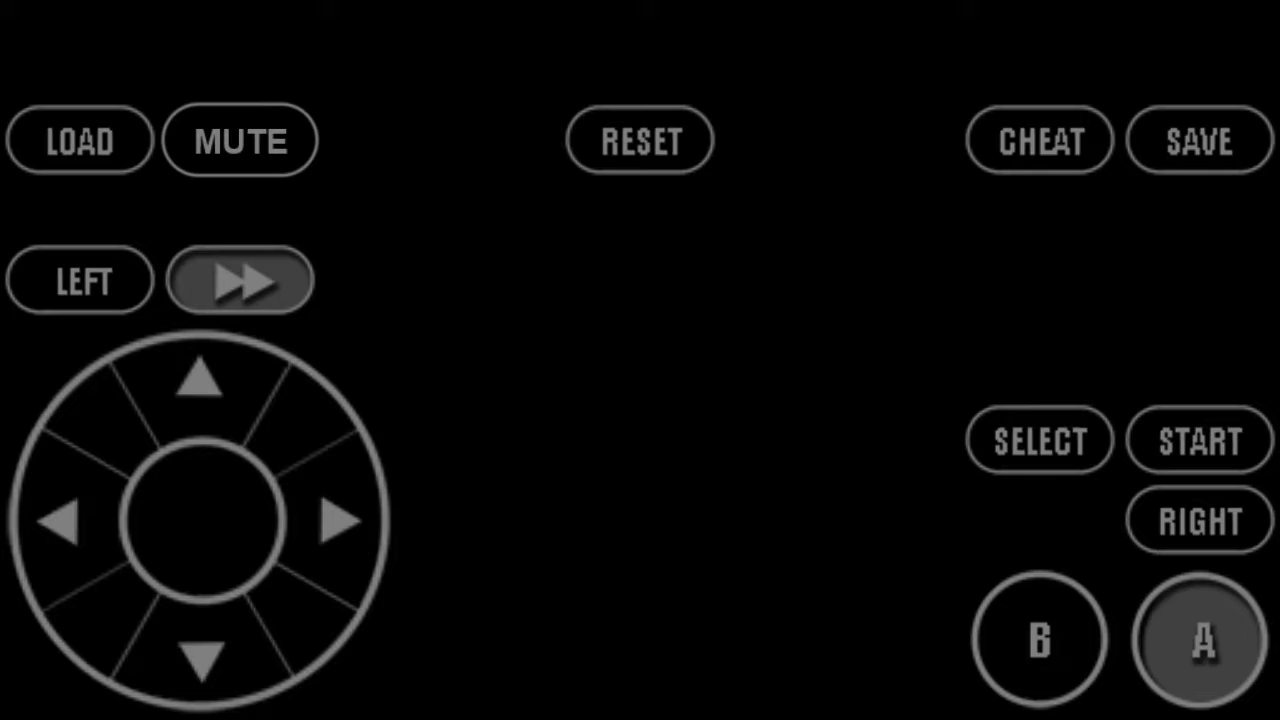 LOAD MUTE RESET CHEAT SAVE
LEFT
SELECT START
RIGHT
B A